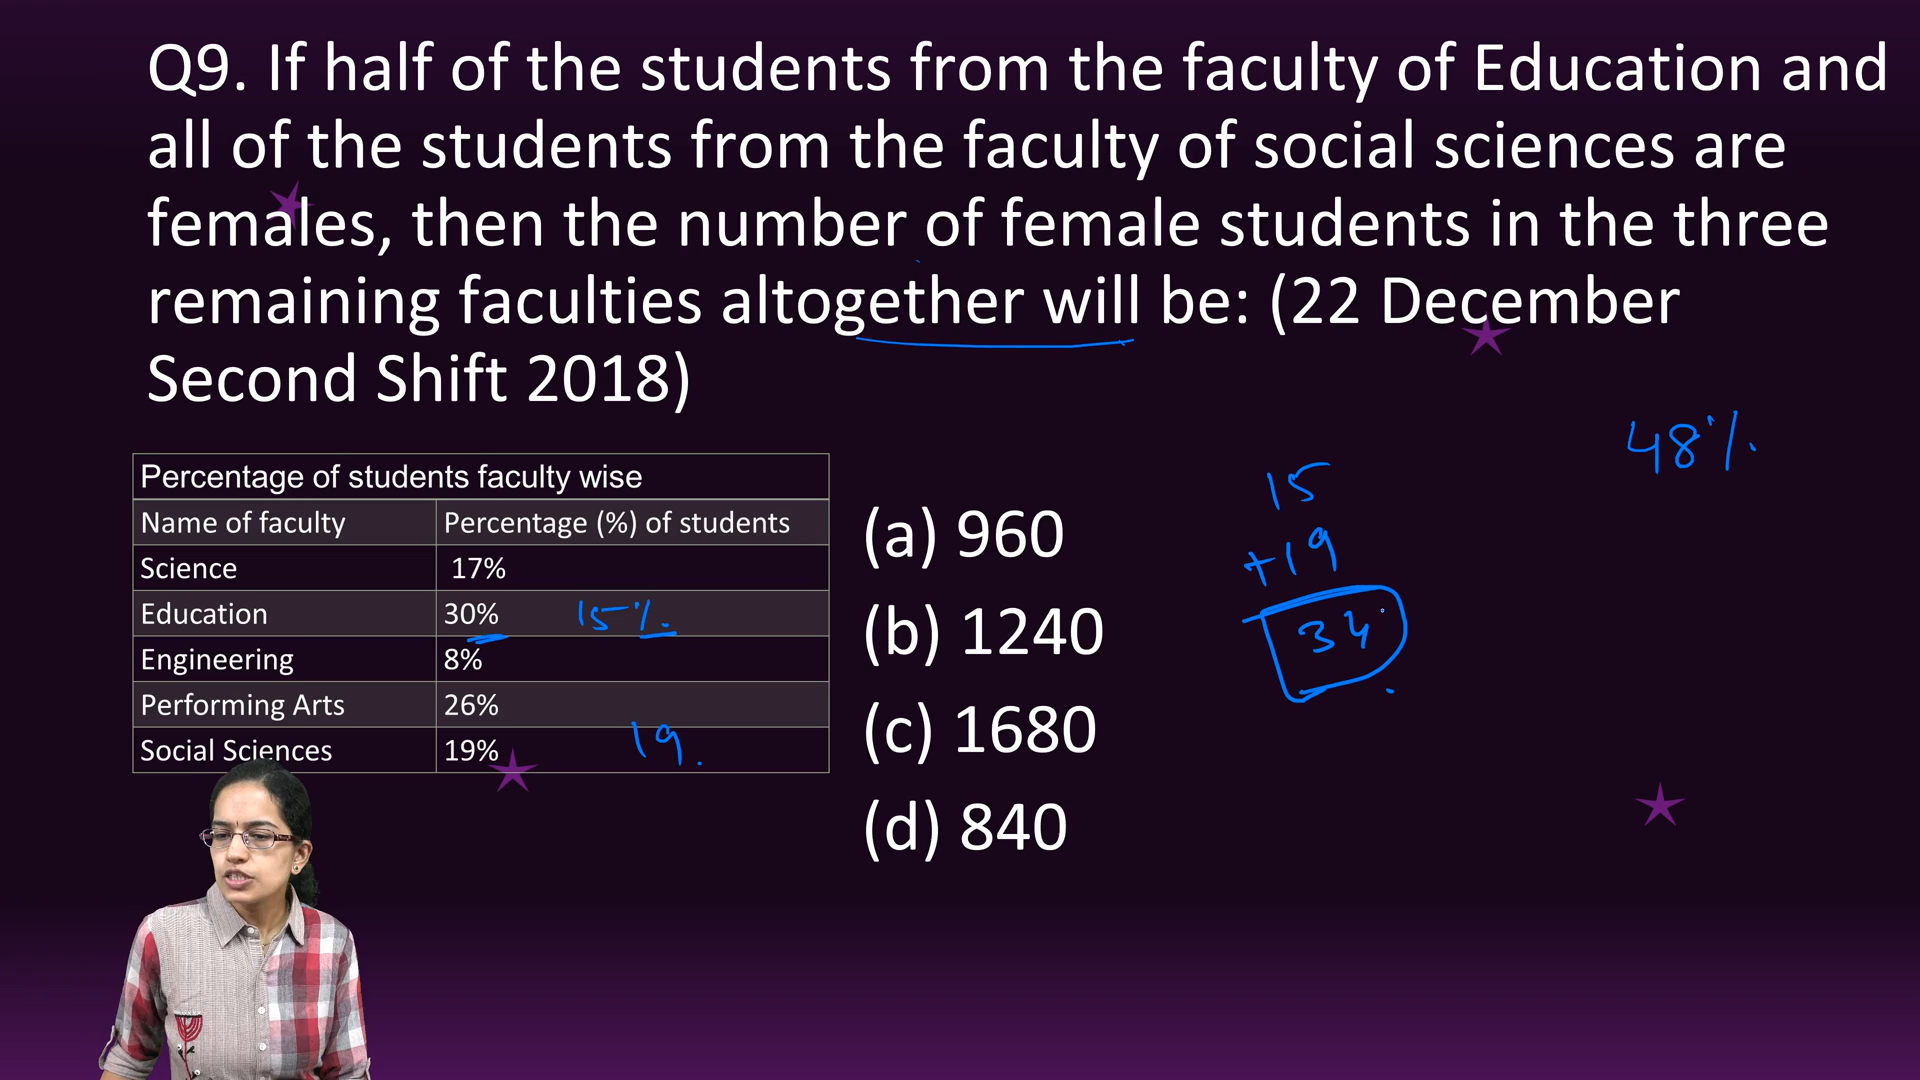 Q9. If half of the students from the faculty of Education and
all of the students from the faculty of social sciences are
females, then the number of female students in the three
remaining faculties altogether will be: (22 December
Second Shift 2018)
48%
Percentage of students faculty wise
Name of faculty Percentage (%) of students
Science 17%
Education 30% 15%
Engineering 8%
Performing Arts 26%
Social Sciences 19% 19
(a) 960
(b) 1240
(c) 1680
(d) 840
15
+19
34